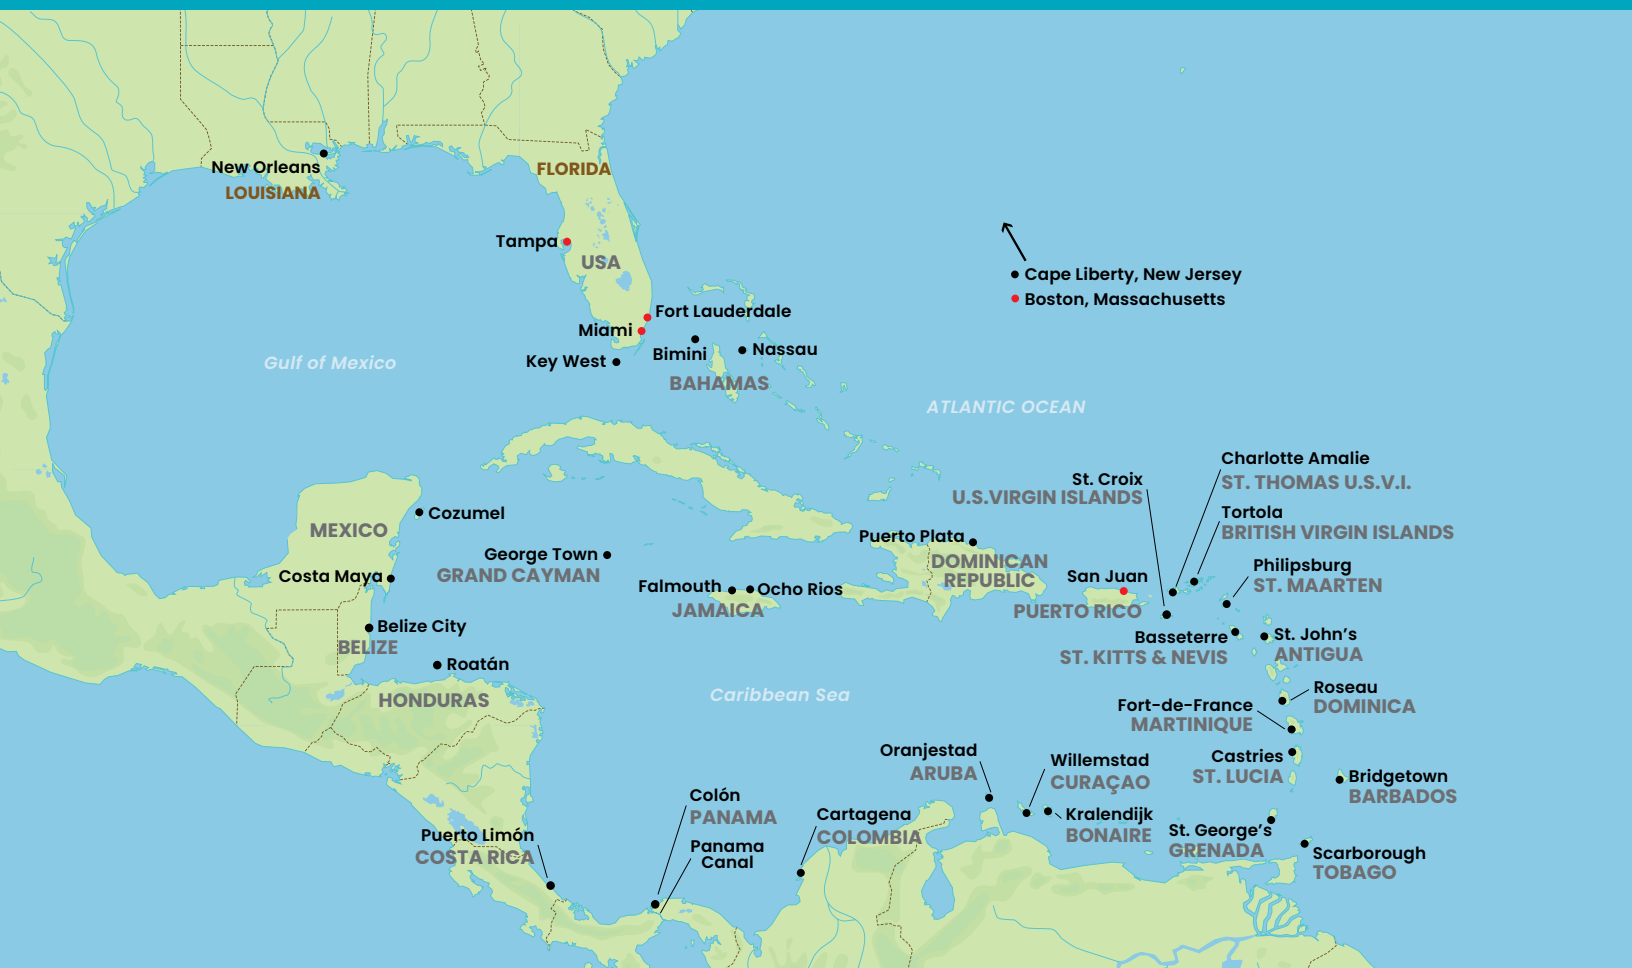 New Orleans
LOUISIANA
FLORIDA
Tampa
USA
Cape Liberty, New Jersey
Boston, Massachusetts
Fort Lauderdale
Miami
Bimini
Nassau
Key West
BAHAMAS
Gulf of Mexico
ATLANTIC OCEAN
Charlotte Amalie
ST. THOMAS U.S.V.I.
St. Croix
U.S.VIRGIN ISLANDS
Tortola
BRITISH VIRGIN ISLANDS
Cozumel
MEXICO
Puerto Plata
DOMINICAN
REPUBLIC
George Town
GRAND CAYMAN
Philipsburg
ST. MAARTEN
Costa Maya
Falmouth
Ocho Rios
JAMAICA
San Juan
PUERTO RICO
Belize City
BELIZE
Basseterre
ST. KITTS & NEVIS
St. John's
ANTIGUA
Roatán
HONDURAS
Caribbean Sea
Roseau
DOMINICA
Fort-de-France
MARTINIQUE
Oranjestad
ARUBA
Willemstad
CURAÇAO
Castries
ST. LUCIA
Bridgetown
BARBADOS
Colón
PANAMA
Cartagena
COLOMBIA
Kralendijk
BONAIRE
Puerto Limón
COSTA RICA
Panama
Canal
St. George's
GRENADA
Scarborough
TOBAGO